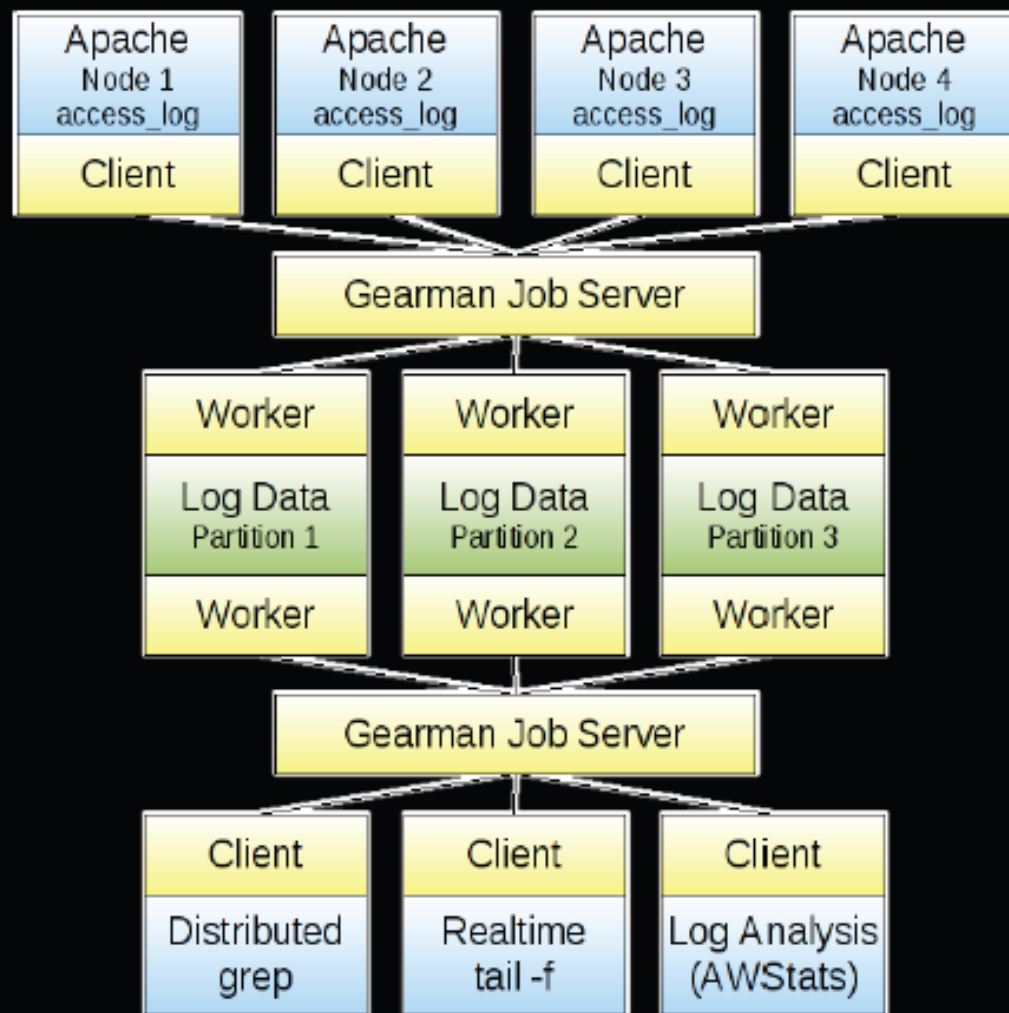 Apache
Node 1
access_log
Client
Apache
Node 2
access_log
Client
Apache
Node 3
access_log
Client
Apache
Node 4
access_log
Client
Gearman Job Server
Worker
Log Data
Partition 1
Worker
Worker
Log Data
Partition 2
Worker
Worker
Log Data
Partition 3
Worker
Gearman Job Server
Client
Distributed
grep
Client
Realtime
tail -f
Client
Log Analysis
(AWStats)